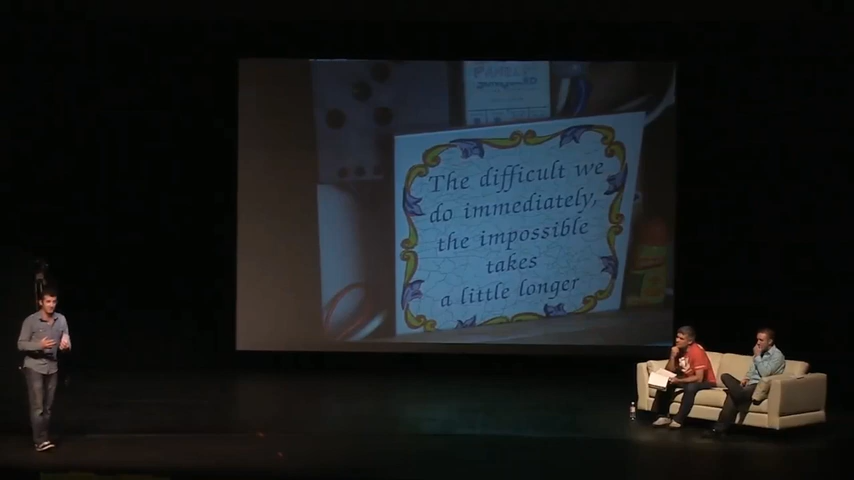 The difficult we
do immediately,
the impossible
takes
a little longer